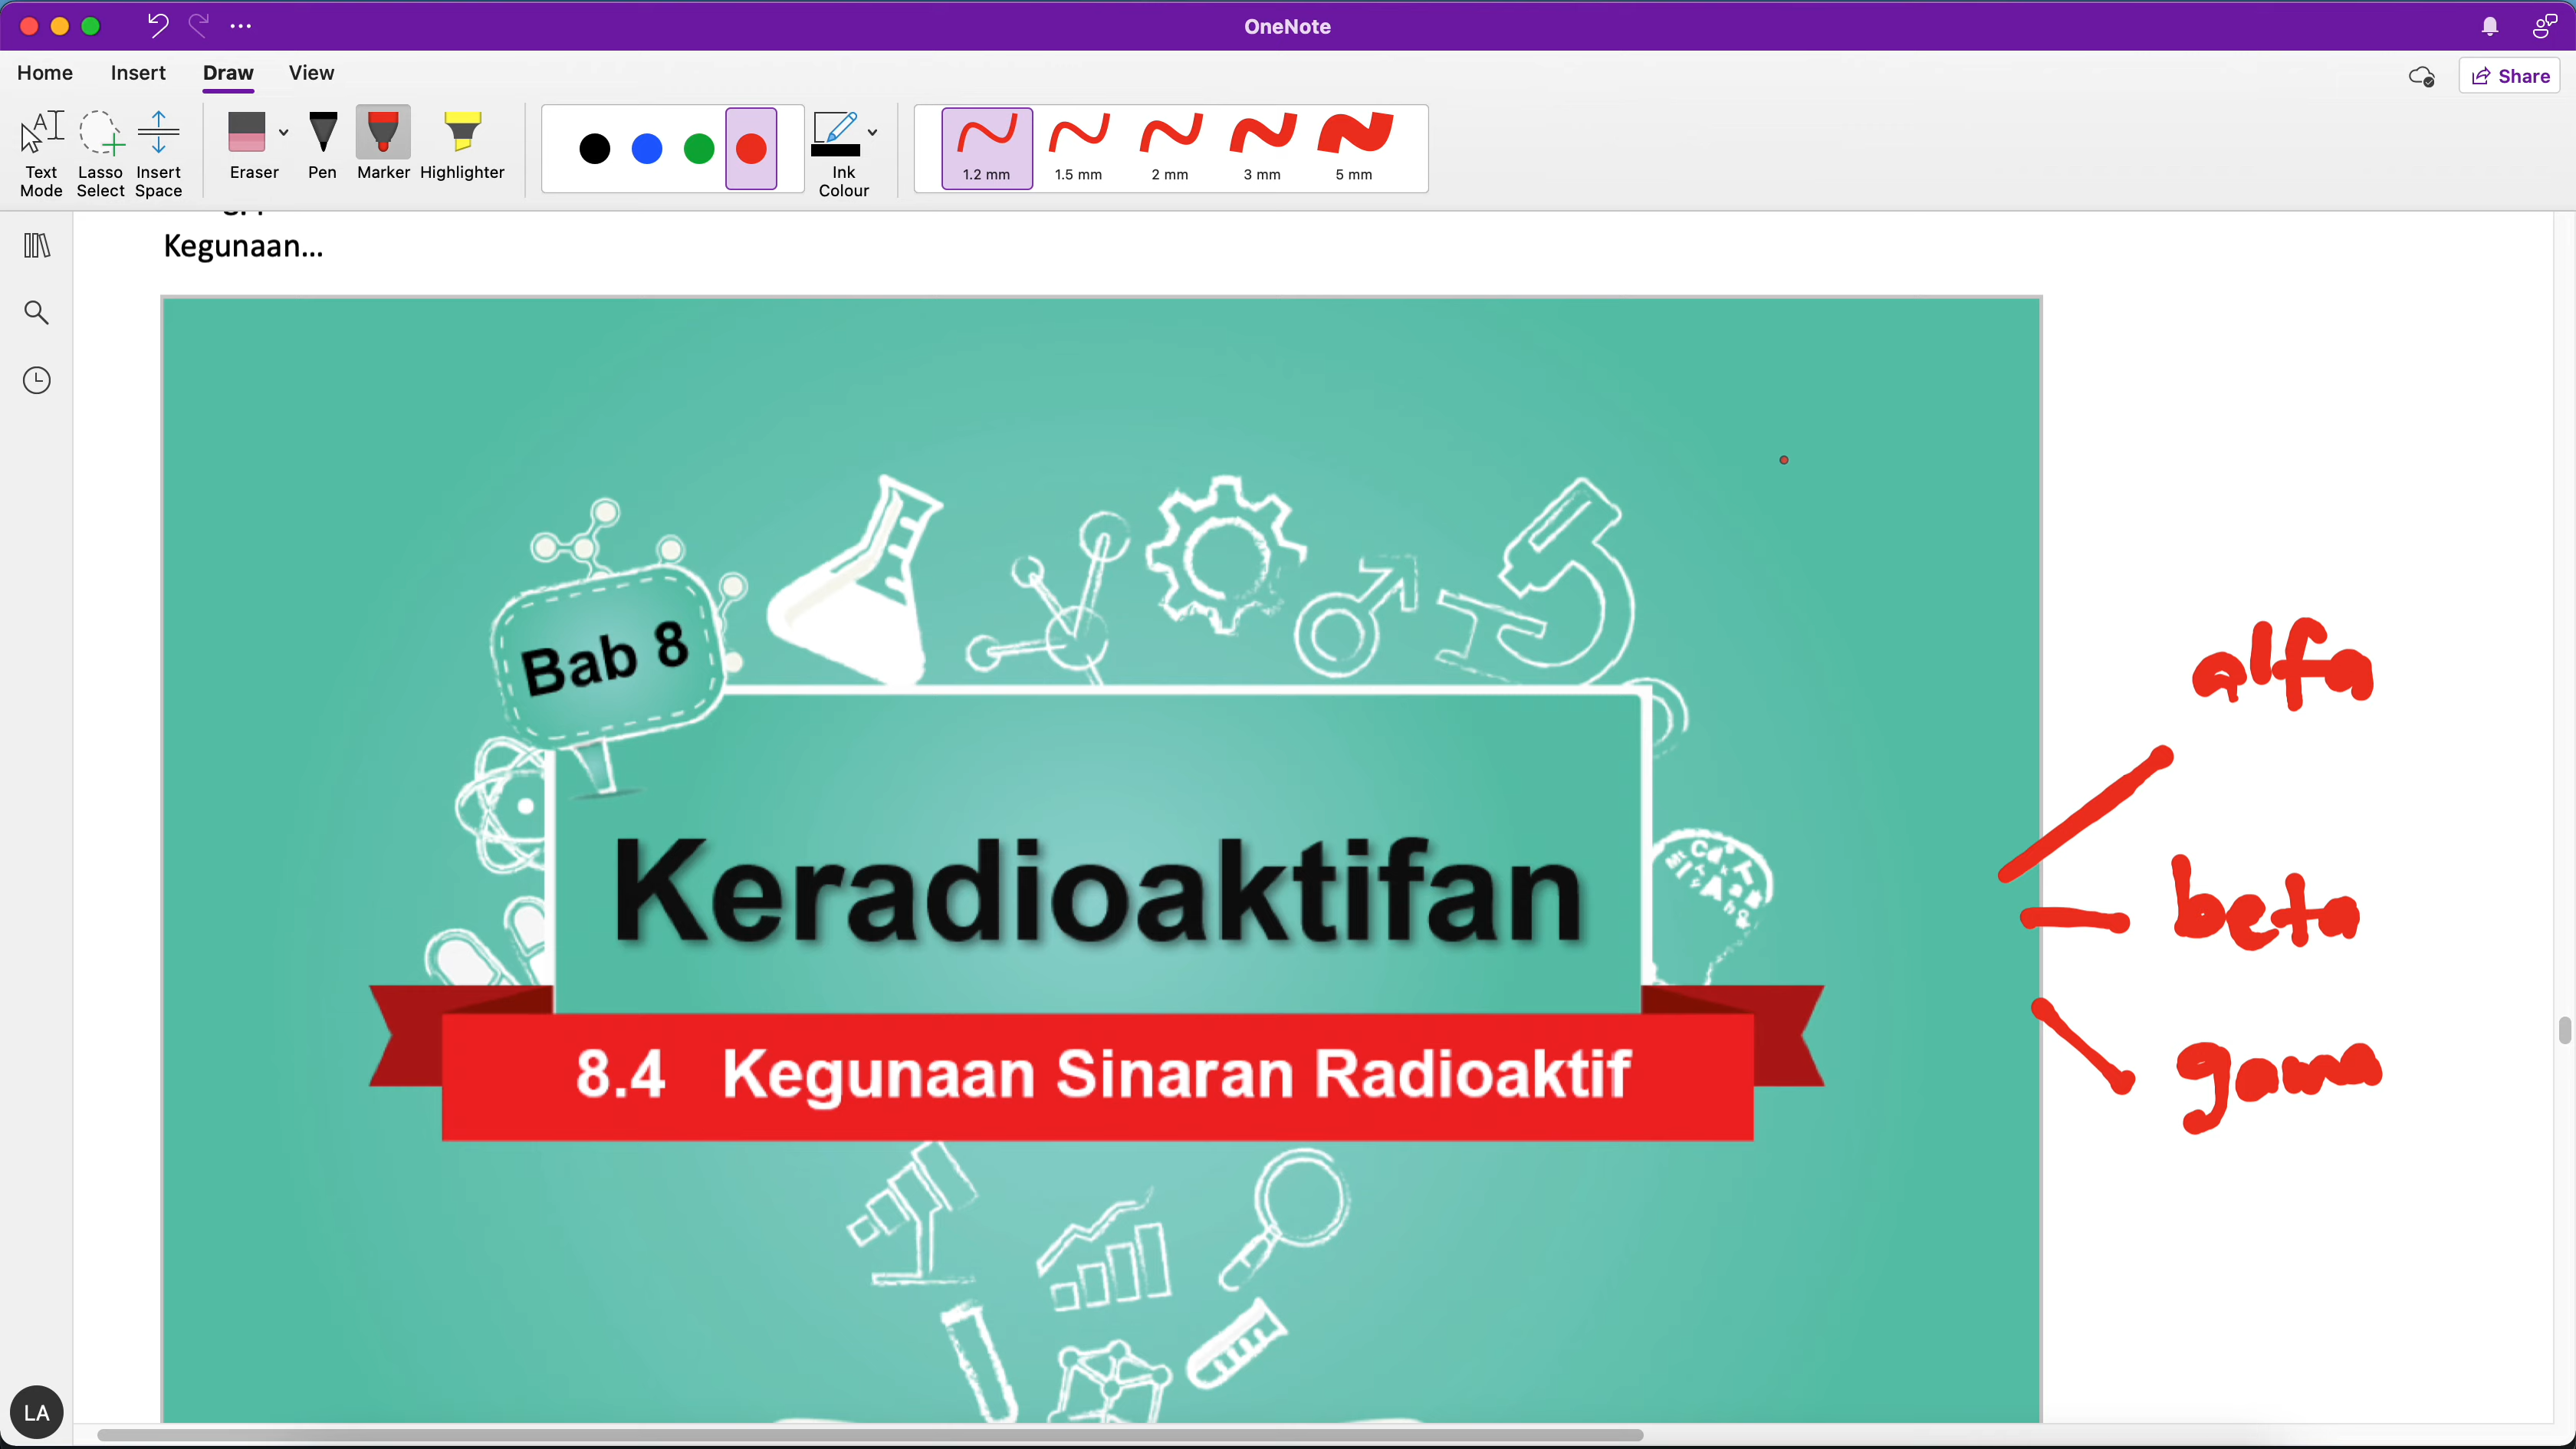 OneNote
Home Insert Draw View
Share
Text Mode
Lasso Select
Insert Space
Eraser
Pen
Marker
Highlighter
Ink Colour
1.2 mm
1.5 mm
2 mm
3 mm
5 mm
Kegunaan...
Bab 8
Keradioaktifan
8.4 Kegunaan Sinaran Radioaktif
alfa
beta
gama
LA